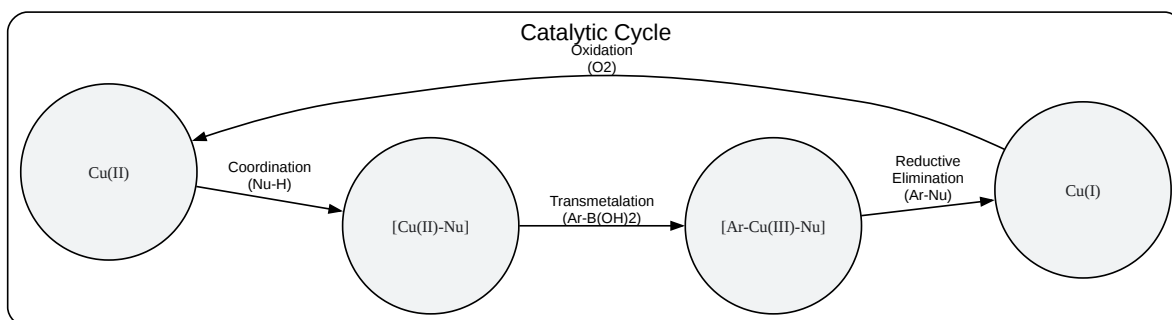 Catalytic Cycle
Oxidation
(O2)
Cu(II)
Coordination
(Nu-H)
[Cu(II)-Nu]
Transmetalation
(Ar-B(OH)2)
[Ar-Cu(III)-Nu]
Reductive
Elimination
(Ar-Nu)
Cu(I)